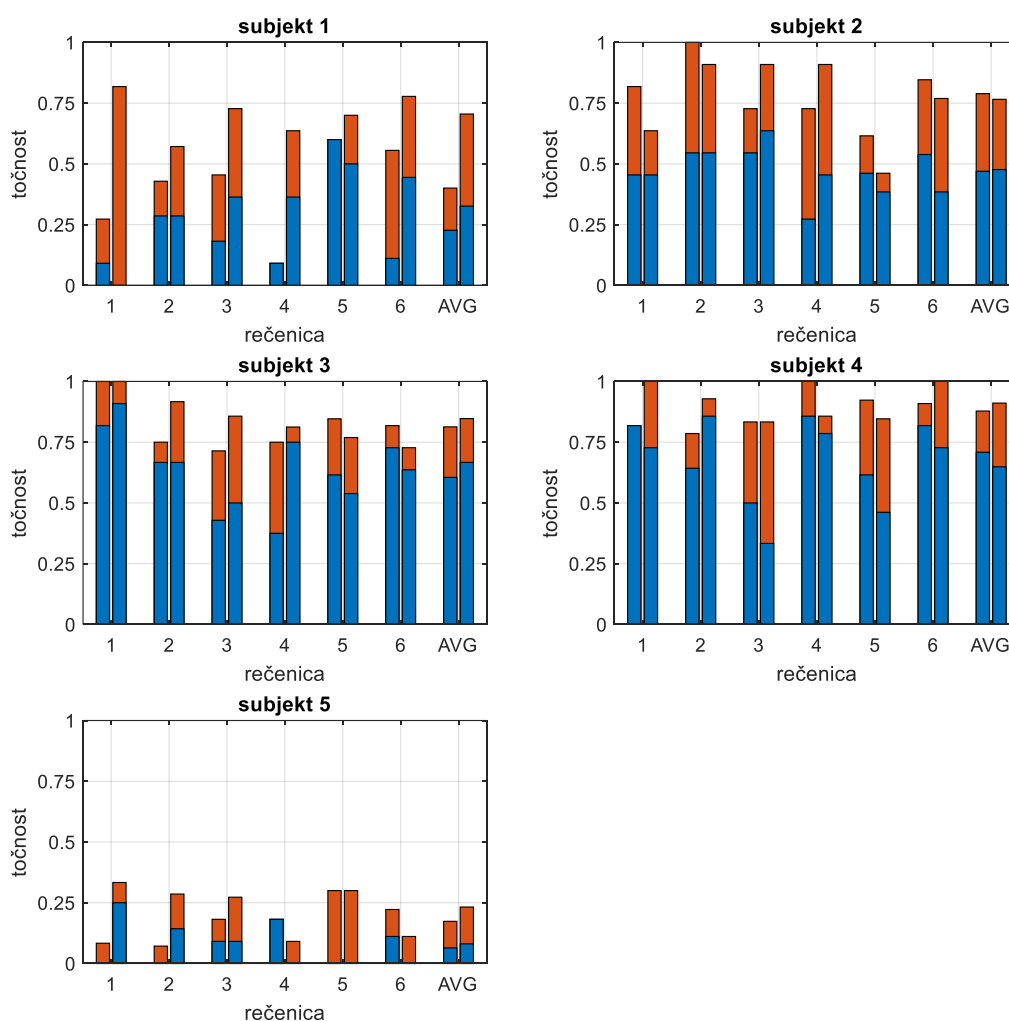 subjekt 1
1
0.75
0.5
0.25
0
točnost
1 2 3 4 5 6 AVG
rečenica
subjekt 2
1
0.75
0.5
0.25
0
točnost
1 2 3 4 5 6 AVG
rečenica
subjekt 3
1
0.75
0.5
0.25
0
točnost
1 2 3 4 5 6 AVG
rečenica
subjekt 4
1
0.75
0.5
0.25
0
točnost
1 2 3 4 5 6 AVG
rečenica
subjekt 5
1
0.75
0.5
0.25
0
točnost
1 2 3 4 5 6 AVG
rečenica